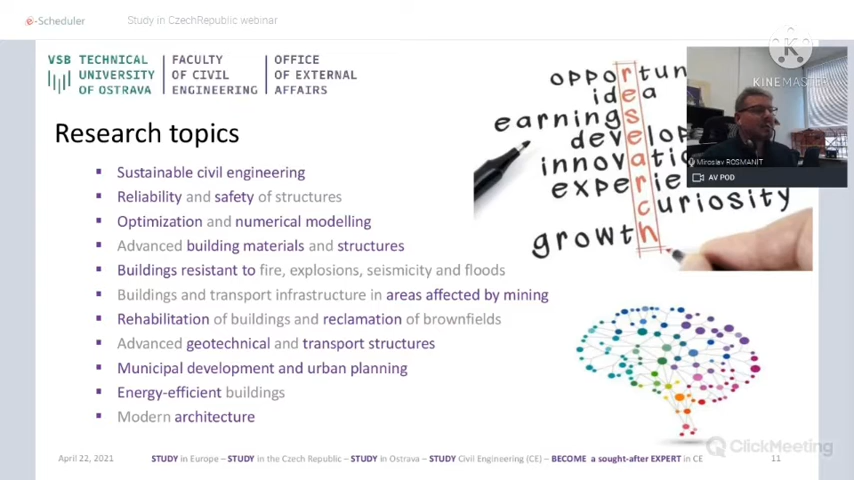 e-Scheduler
Study in CzechRepublic webinar
VSB TECHNICAL
UNIVERSITY
OF OSTRAVA
FACULTY
OF CIVIL
ENGINEERING
OFFICE
OF EXTERNAL
AFFAIRS
Research topics
Sustainable civil engineering
Reliability and safety of structures
Optimization and numerical modelling
Advanced building materials and structures
Buildings resistant to fire, explosions, seismicity and floods
Buildings and transport infrastructure in areas affected by mining
Rehabilitation of buildings and reclamation of brownfields
Advanced geotechnical and transport structures
Municipal development and urban planning
Energy-efficient buildings
Modern architecture
opportun
idea
earning
develop
innovatic
experie
curiosity
growth
research
K
KINEMASTER
Miroslav ROSMANIT
AV POD
ClickMeeting
April 22, 2021
STUDY in Europe – STUDY in the Czech Republic – STUDY In Ostrava – STUDY Civil Engineering (CE) – BECOME a sought-after EXPERT in CE
11